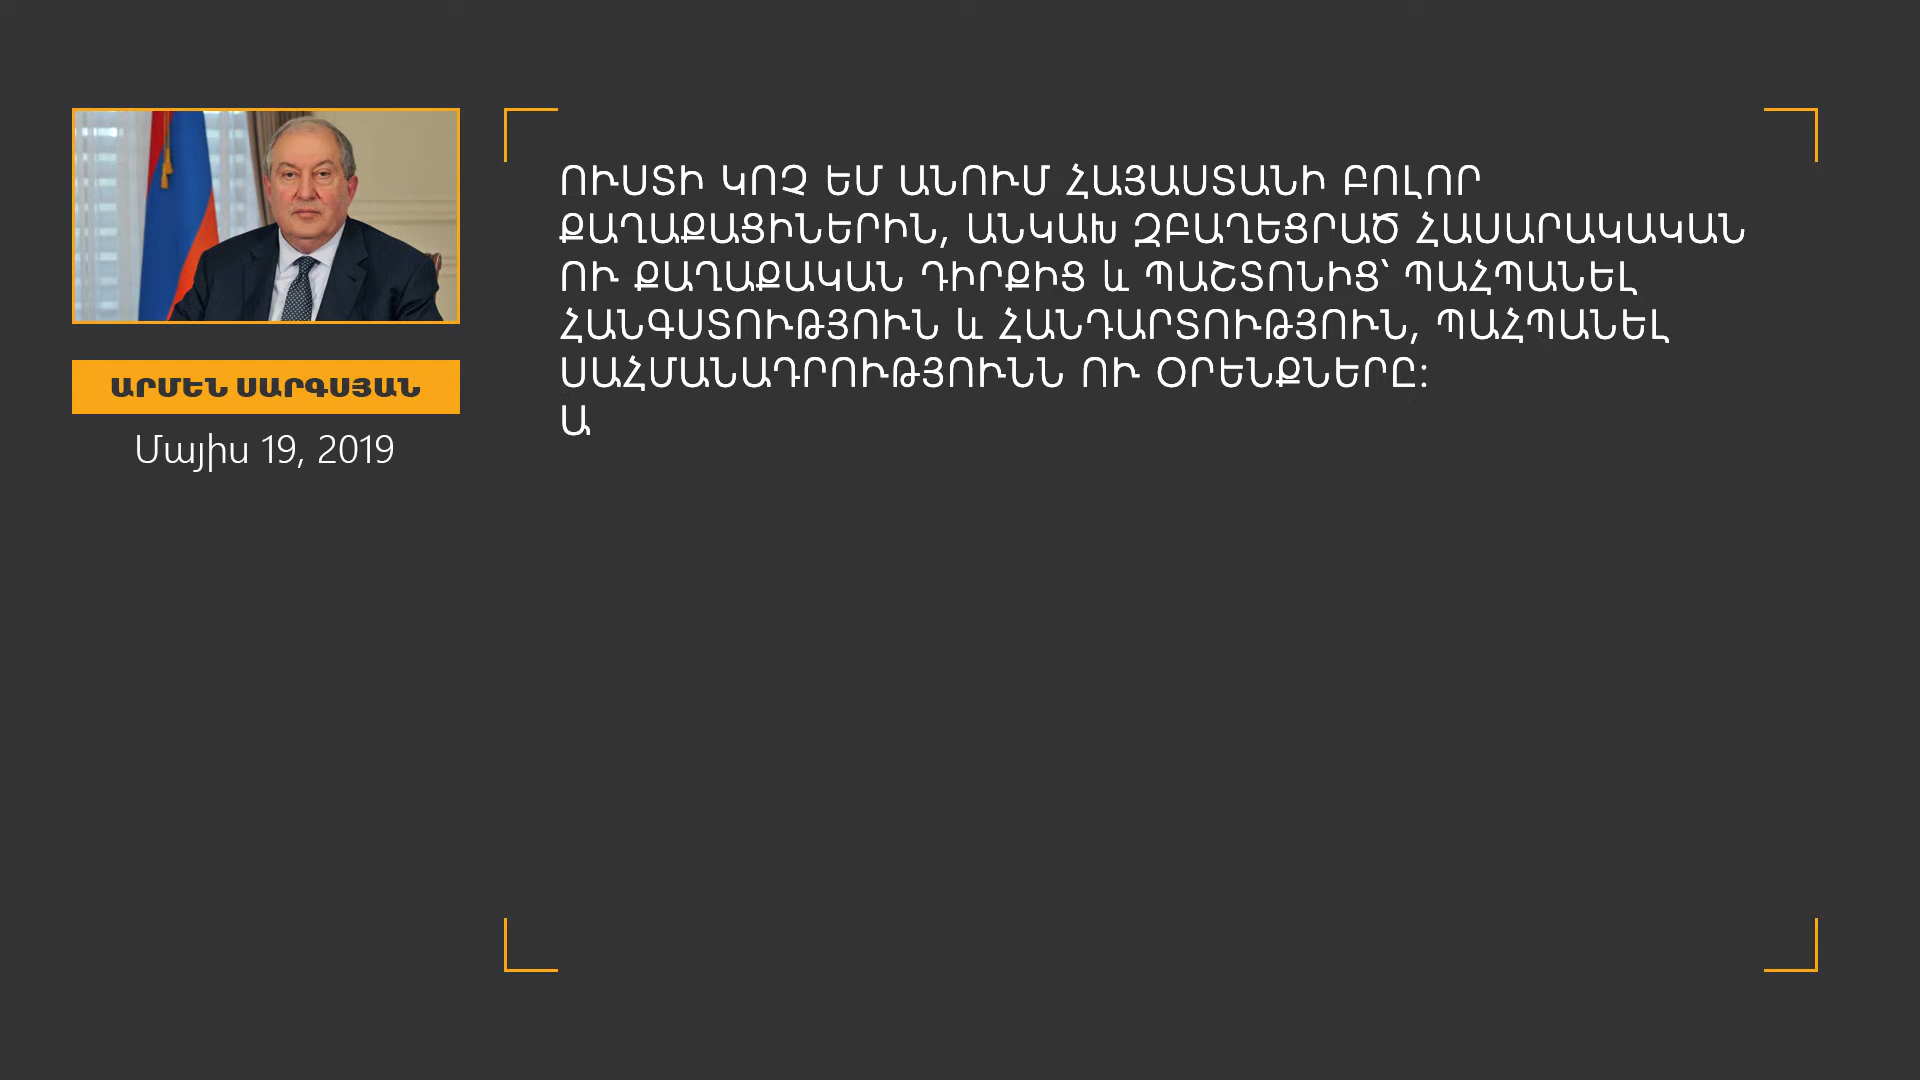 ԱՐՄԵՆ ՍԱՐԳՍՅԱՆ
Մայիս 19, 2019
ՈՒՍՏԻ ԿՈՉ ԵՄ ԱՆՈՒՄ ՀԱՅԱՍՏԱՆԻ ԲՈԼՈՐ
ՔԱՂԱՔԱՑԻՆԵՐԻՆ, ԱՆԿԱԽ ԶԲԱՂԵՑՐԱԾ ՀԱՍԱՐԱԿԱԿԱՆ
ՈՒ ՔԱՂԱՔԱԿԱՆ ԴԻՐՔԻՑ և ՊԱՇՏՈՆԻՑ՝ ՊԱՀՊԱՆԵԼ
ՀԱՆԳՍՏՈՒԹՅՈՒՆ և ՀԱՆԴԱՐՏՈՒԹՅՈՒՆ, ՊԱՀՊԱՆԵԼ
ՍԱՀՄԱՆԱԴՐՈՒԹՅՈՒՆՆ ՈՒ ՕՐԵՆՔՆԵՐԸ:
Ա